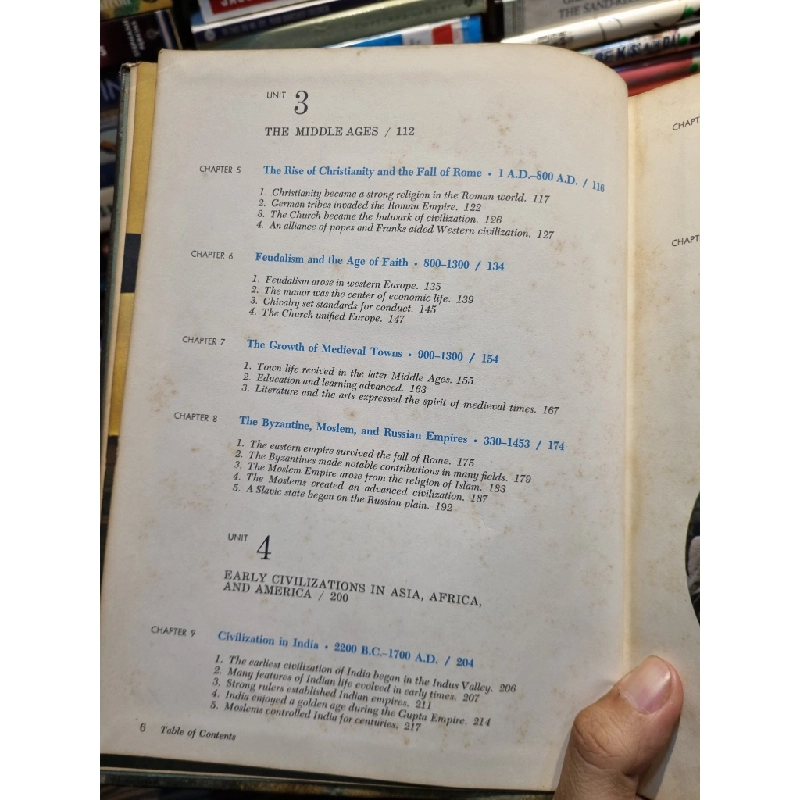 THE SAND
UNIT 3
THE MIDDLE AGES / 112
CHAPTER 5 The Rise of Christianity and the Fall of Rome • 1 A.D.–800 A.D. / 116
1. Christianity became a strong religion in the Roman world. 117
2. German tribes invaded the Roman Empire. 122
3. The Church became the bulwark of civilization. 126
4. An alliance of popes and Franks aided Western civilization. 127
CHAPTER 6 Feudalism and the Age of Faith • 800–1300 / 134
1. Feudalism arose in western Europe. 135
2. The manor was the center of economic life. 139
3. Chivalry set standards for conduct. 145
4. The Church unified Europe. 147
CHAPTER 7 The Growth of Medieval Towns • 900–1300 / 154
1. Town life revived in the later Middle Ages. 155
2. Education and learning advanced. 163
3. Literature and the arts expressed the spirit of medieval times. 167
CHAPTER 8 The Byzantine, Moslem, and Russian Empires • 330–1453 / 174
1. The eastern empire survived the fall of Rome. 175
2. The Byzantines made notable contributions in many fields. 179
3. The Moslem Empire arose from the religion of Islam. 183
4. The Moslems created an advanced civilization. 187
5. A Slavic state began on the Russian plain. 192
UNIT 4
EARLY CIVILIZATIONS IN ASIA, AFRICA,
AND AMERICA / 200
CHAPTER 9 Civilization in India • 2200 B.C.–1700 A.D. / 204
1. The earliest civilization of India began in the Indus Valley. 206
2. Many features of Indian life evolved in early times. 207
3. Strong rulers established Indian empires. 211
4. India enjoyed a golden age during the Gupta Empire. 214
5. Moslems controlled India for centuries. 217
6 Table of Contents
CHAPT
CHAPT